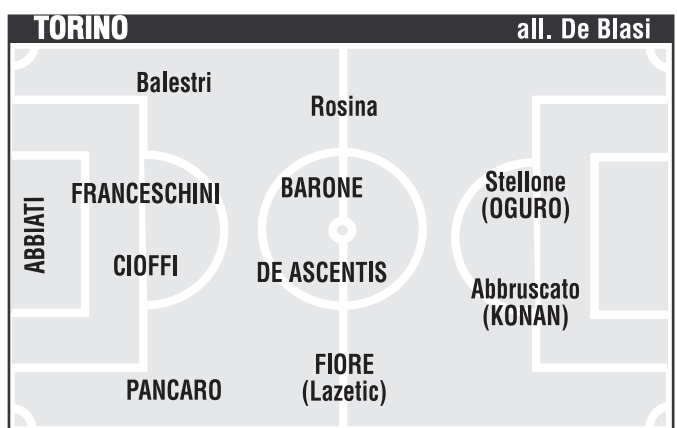 TORINO all. De Blasi
Balestri
Rosina
FRANCESCHINI
BARONE
Stellone
(OGURO)
ABBIATI
CIOFFI
DE ASCENTIS
Abbruscato
(KONAN)
PANCARO
FIORE
(Lazetic)